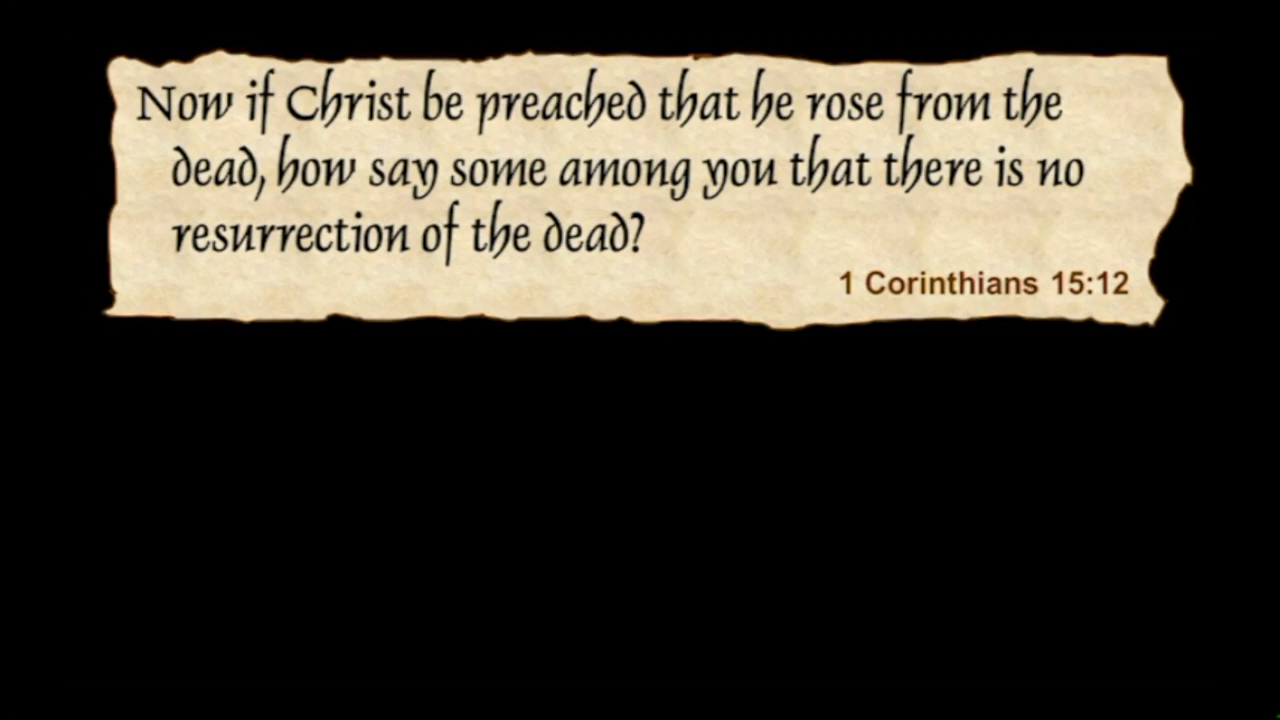 Now if Christ be preached that he rose from the
dead, how say some among you that there is no
resurrection of the dead?
1 Corinthians 15:12